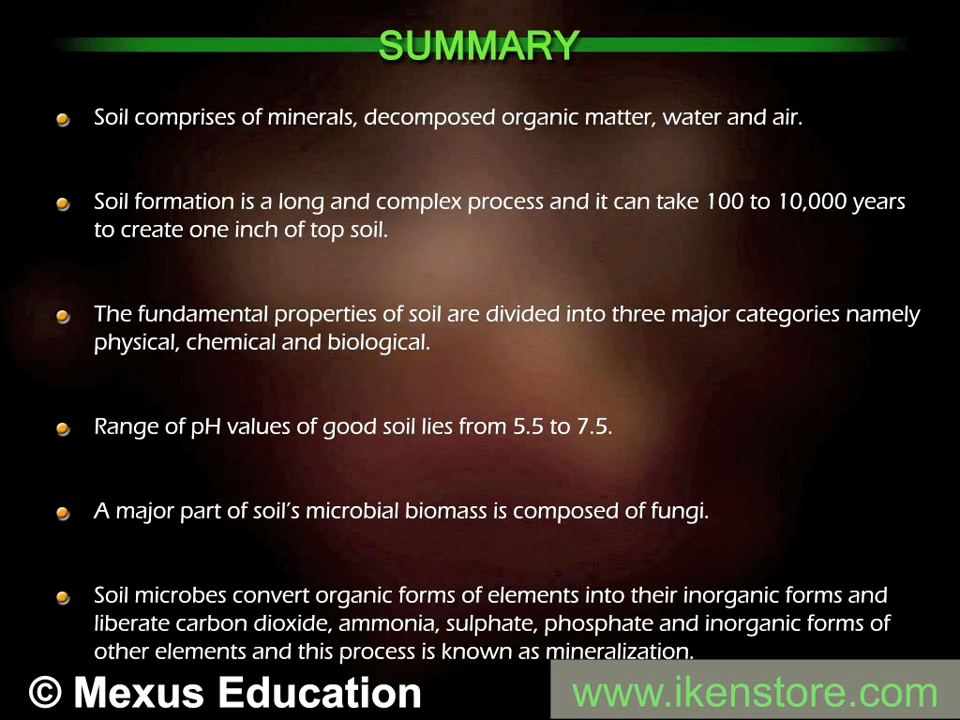 SUMMARY
Soil comprises of minerals, decomposed organic matter, water and air.
Soil formation is a long and complex process and it can take 100 to 10,000 years
to create one inch of top soil.
The fundamental properties of soil are divided into three major categories namely
physical, chemical and biological.
Range of pH values of good soil lies from 5.5 to 7.5.
A major part of soil's microbial biomass is composed of fungi.
Soil microbes convert organic forms of elements into their inorganic forms and
liberate carbon dioxide, ammonia, sulphate, phosphate and inorganic forms of
other elements and this process is known as mineralization.
© Mexus Education
www.ikenstore.com